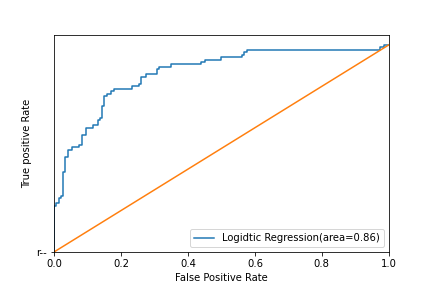 True positive Rate
r--
Logidtic Regression(area=0.86)
0.0 0.2 0.4 0.6 0.8 1.0
False Positive Rate